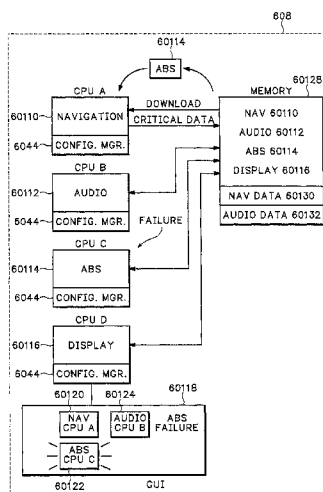 608
60114
ABS
CPU A
60110
NAVIGATION
6044
CONFIG. MGR.
DOWNLOAD
CRITICAL DATA
MEMORY
60128
NAV 60110
AUDIO 60112
ABS 60114
DISPLAY 60116
NAV DATA 60130
AUDIO DATA 60132
CPU B
60112
AUDIO
6044
CONFIG. MGR.
FAILURE
CPU C
60114
ABS
6044
CONFIG. MGR.
CPU D
60116
DISPLAY
6044
CONFIG. MGR.
60120
60124
60118
NAV
CPU A
AUDIO
CPU B
ABS
FAILURE
ABS
CPU C
60122
GUI